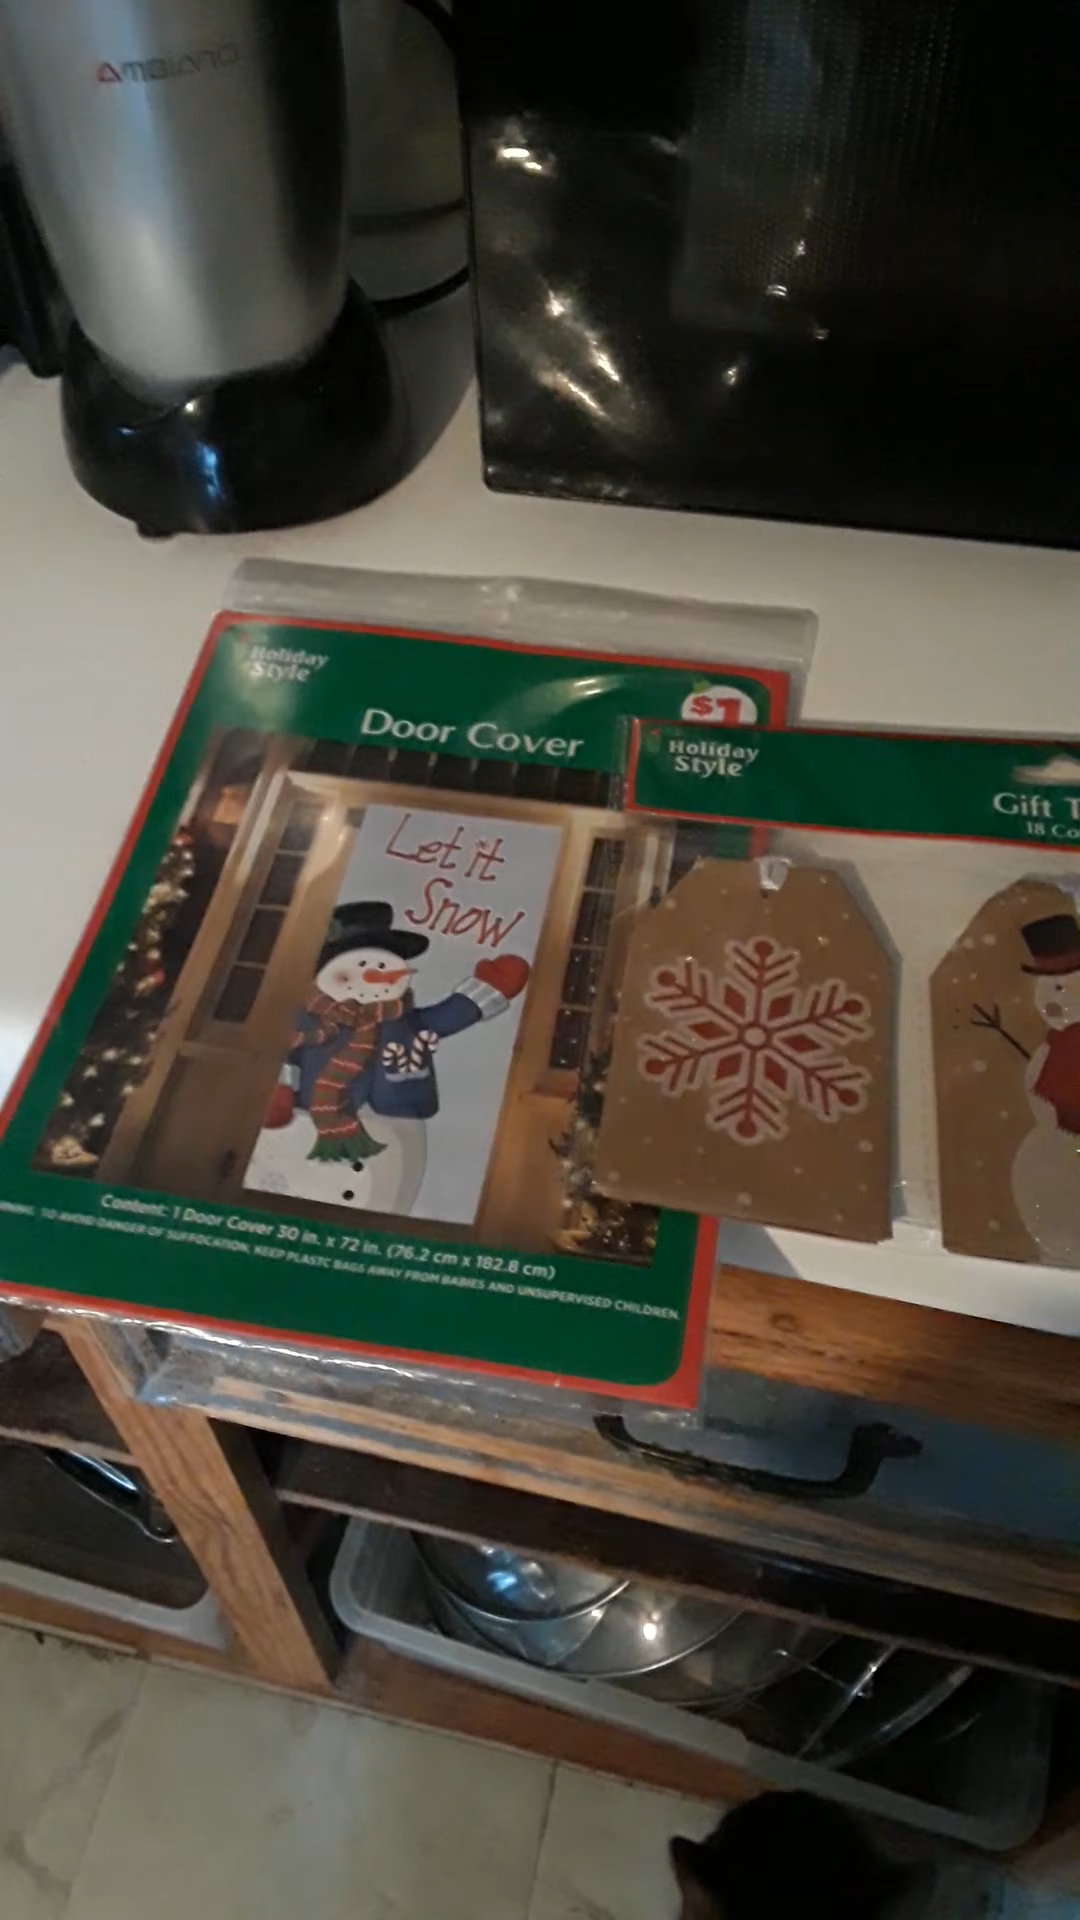 AMBIANO
Holiday
Style
Door Cover
$1
Let it
Snow
Content: 1 Door Cover 30 in. x 72 in. (76.2 cm x 182.8 cm)
TO AVOID DANGER OF SUFFOCATION, KEEP PLASTC BAGS AWAY FROM BABIES AND UNSUPERVISED CHILDREN.
Holiday
Style
Gift T
18 Co